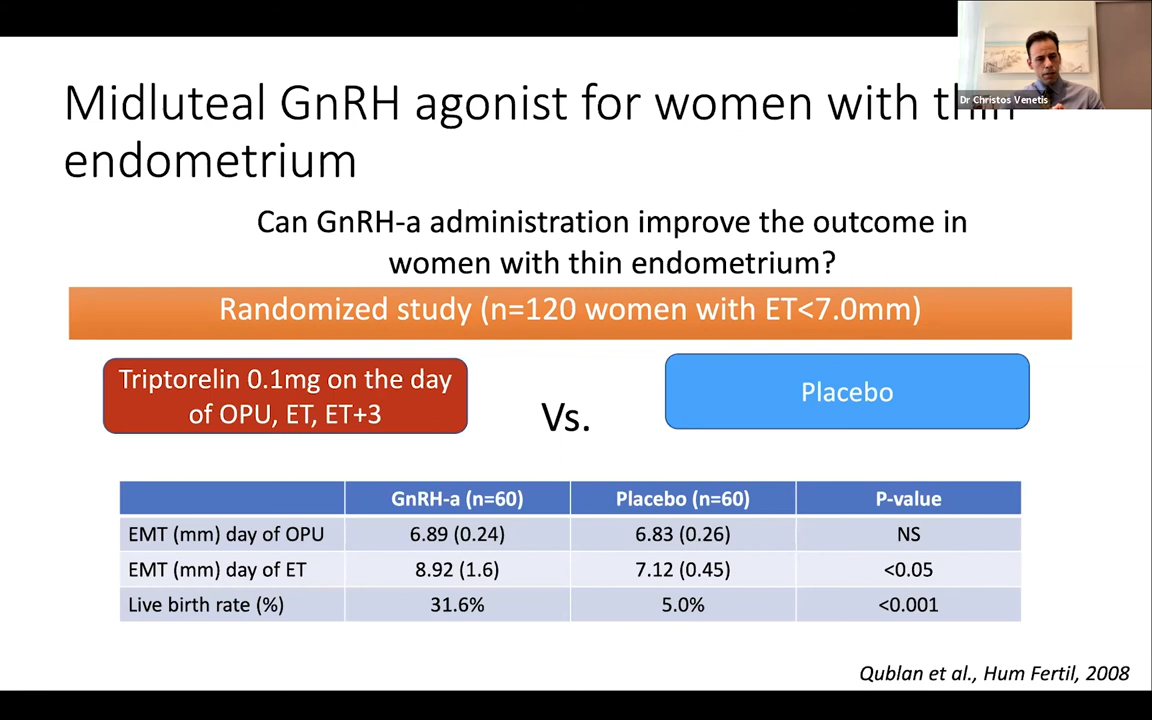 Midluteal GnRH agonist for women with thin
endometrium
Dr Christos Venetis
Can GnRH-a administration improve the outcome in
women with thin endometrium?
Randomized study (n=120 women with ET<7.0mm)
Triptorelin 0.1mg on the day
of OPU, ET, ET+3
Vs.
Placebo
GnRH-a (n=60) Placebo (n=60) P-value
EMT (mm) day of OPU 6.89 (0.24) 6.83 (0.26) NS
EMT (mm) day of ET 8.92 (1.6) 7.12 (0.45) <0.05
Live birth rate (%) 31.6% 5.0% <0.001
Qublan et al., Hum Fertil, 2008